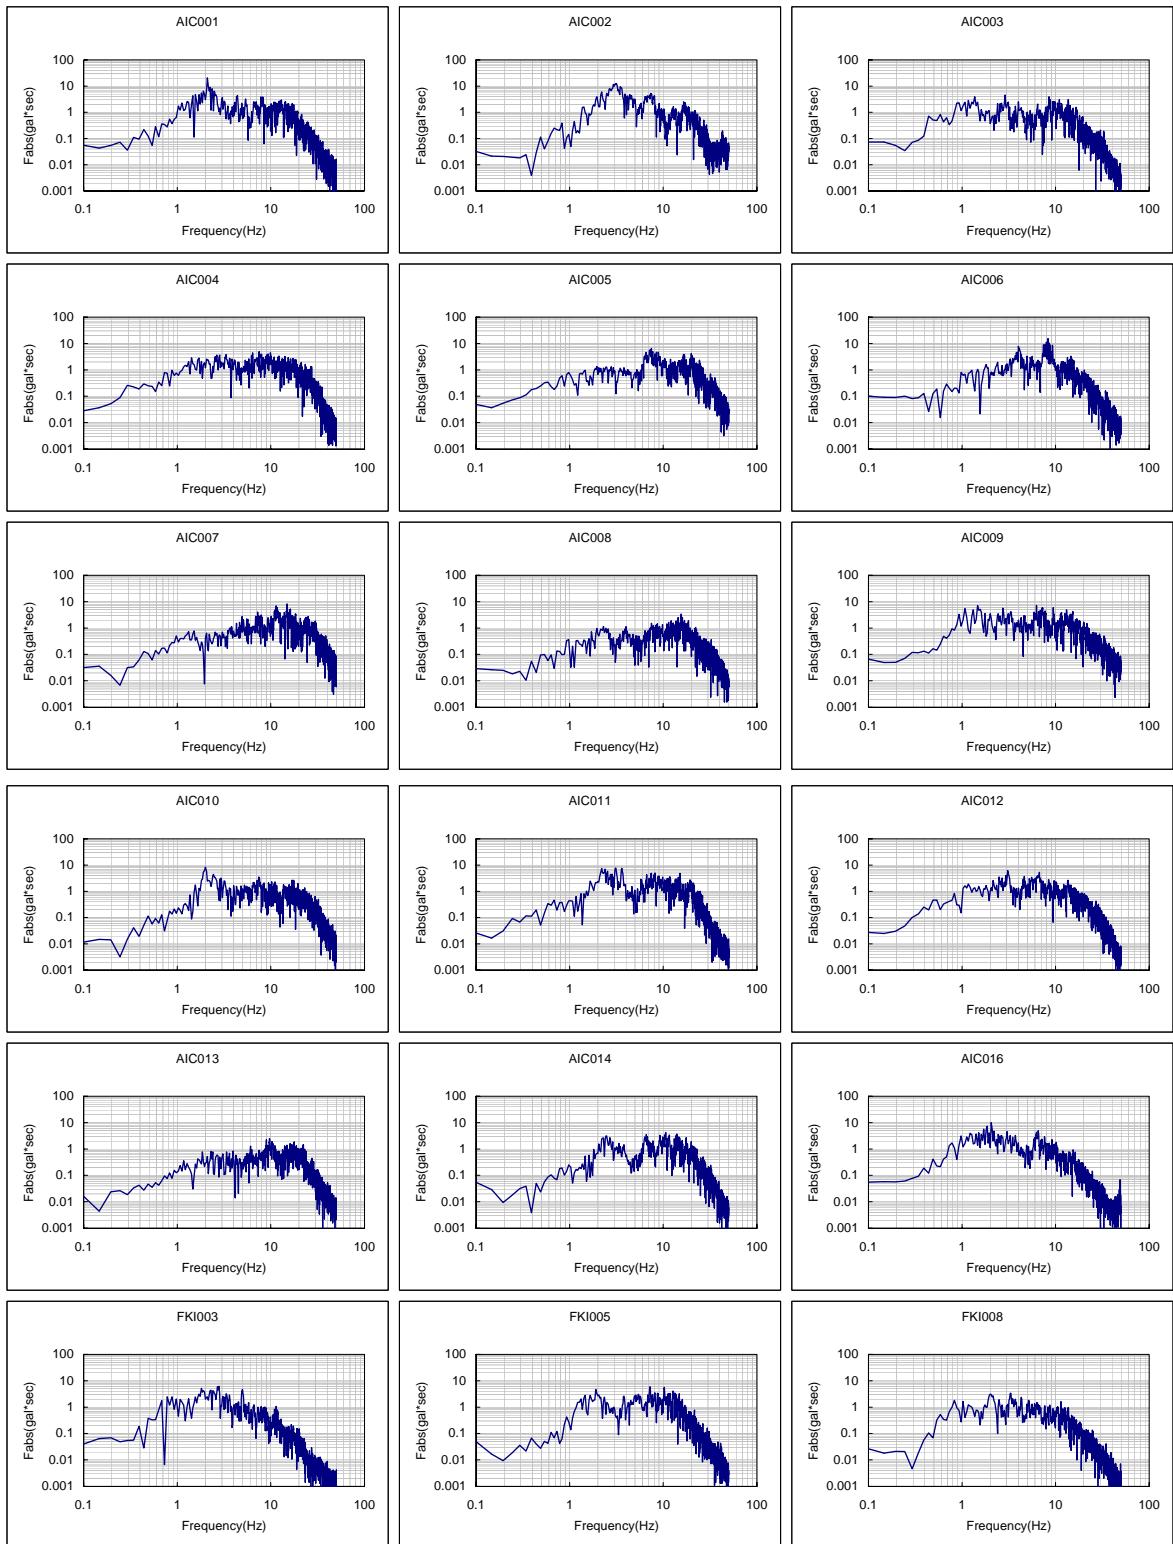 AIC001
100
10
1
0.1
0.01
0.001
Fabs(gal*sec)
0.1 1 10 100
Frequency(Hz)
AIC002
100
10
1
0.1
0.01
0.001
Fabs(gal*sec)
0.1 1 10 100
Frequency(Hz)
AIC003
100
10
1
0.1
0.01
0.001
Fabs(gal*sec)
0.1 1 10 100
Frequency(Hz)
AIC004
100
10
1
0.1
0.01
0.001
Fabs(gal*sec)
0.1 1 10 100
Frequency(Hz)
AIC005
100
10
1
0.1
0.01
0.001
Fabs(gal*sec)
0.1 1 10 100
Frequency(Hz)
AIC006
100
10
1
0.1
0.01
0.001
Fabs(gal*sec)
0.1 1 10 100
Frequency(Hz)
AIC007
100
10
1
0.1
0.01
0.001
Fabs(gal*sec)
0.1 1 10 100
Frequency(Hz)
AIC008
100
10
1
0.1
0.01
0.001
Fabs(gal*sec)
0.1 1 10 100
Frequency(Hz)
AIC009
100
10
1
0.1
0.01
0.001
Fabs(gal*sec)
0.1 1 10 100
Frequency(Hz)
AIC010
100
10
1
0.1
0.01
0.001
Fabs(gal*sec)
0.1 1 10 100
Frequency(Hz)
AIC011
100
10
1
0.1
0.01
0.001
Fabs(gal*sec)
0.1 1 10 100
Frequency(Hz)
AIC012
100
10
1
0.1
0.01
0.001
Fabs(gal*sec)
0.1 1 10 100
Frequency(Hz)
AIC013
100
10
1
0.1
0.01
0.001
Fabs(gal*sec)
0.1 1 10 100
Frequency(Hz)
AIC014
100
10
1
0.1
0.01
0.001
Fabs(gal*sec)
0.1 1 10 100
Frequency(Hz)
AIC016
100
10
1
0.1
0.01
0.001
Fabs(gal*sec)
0.1 1 10 100
Frequency(Hz)
FKI003
100
10
1
0.1
0.01
0.001
Fabs(gal*sec)
0.1 1 10 100
Frequency(Hz)
FKI005
100
10
1
0.1
0.01
0.001
Fabs(gal*sec)
0.1 1 10 100
Frequency(Hz)
FKI008
100
10
1
0.1
0.01
0.001
Fabs(gal*sec)
0.1 1 10 100
Frequency(Hz)